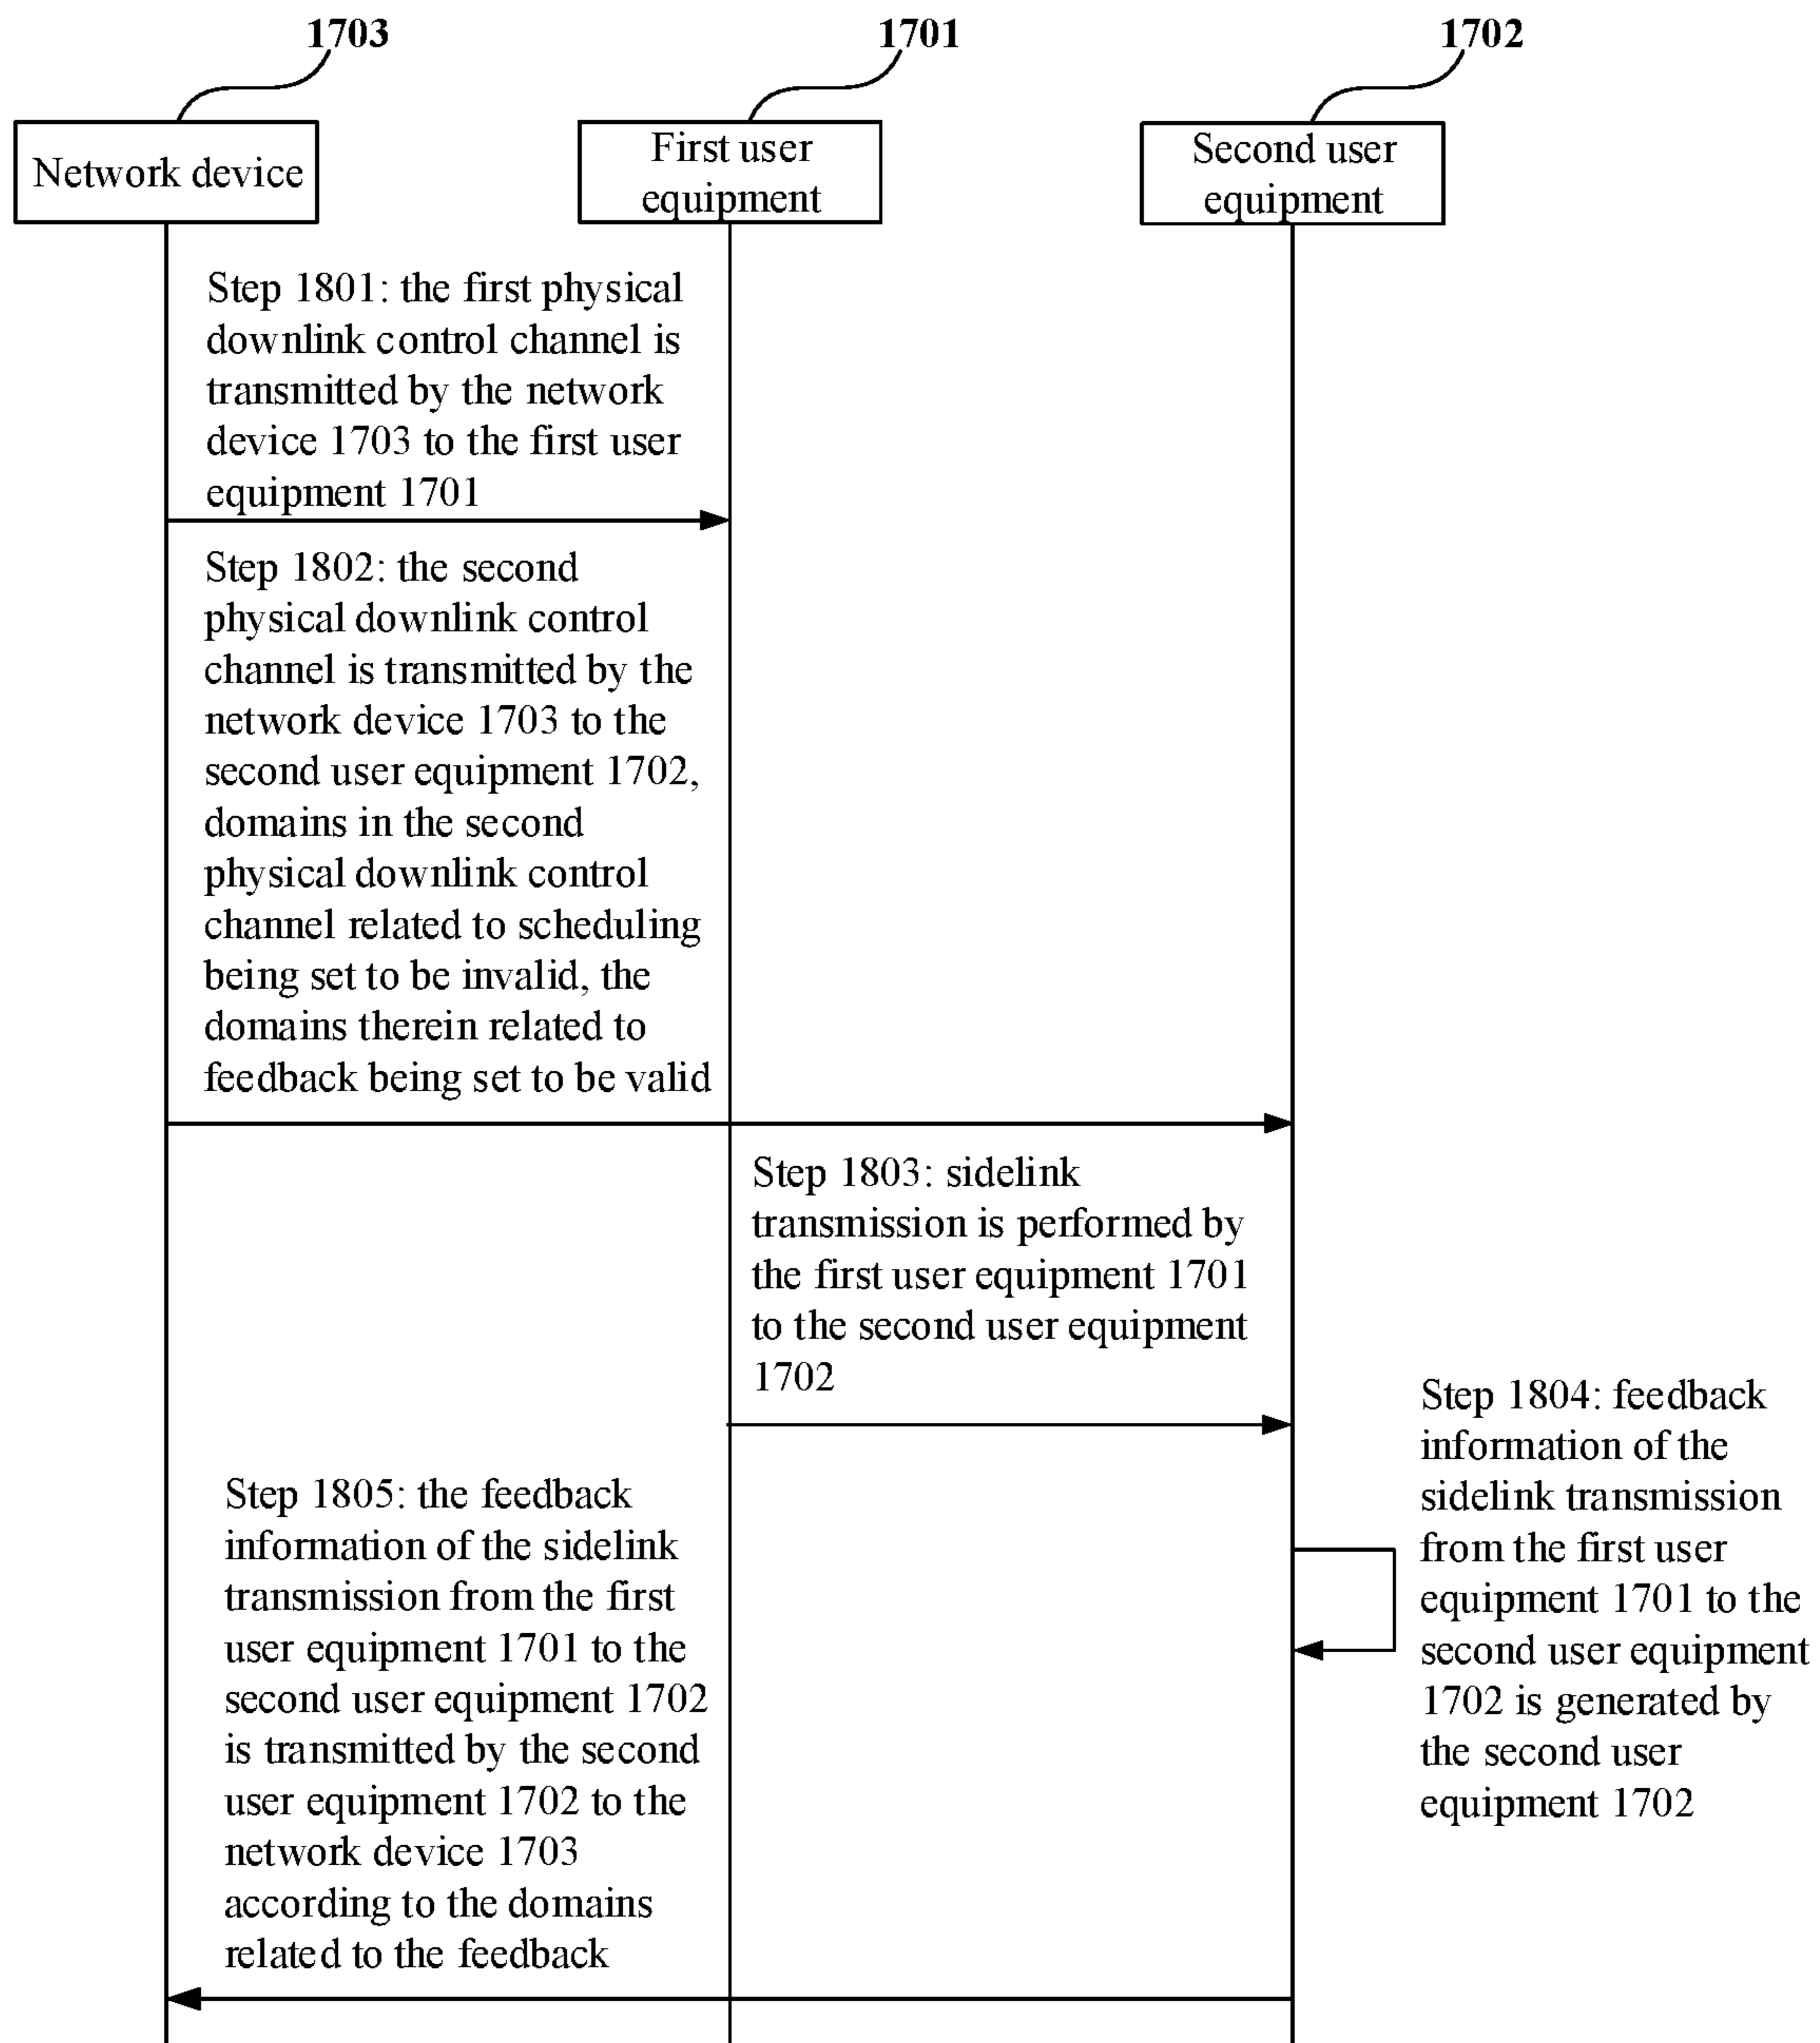 1703
1701
1702
Network device
First user
equipment
Second user
equipment
Step 1801: the first physical
downlink control channel is
transmitted by the network
device 1703 to the first user
equipment 1701
Step 1802: the second
physical downlink control
channel is transmitted by the
network device 1703 to the
second user equipment 1702,
domains in the second
physical downlink control
channel related to scheduling
being set to be invalid, the
domains therein related to
feedback being set to be valid
Step 1803: sidelink
transmission is performed by
the first user equipment 1701
to the second user equipment
1702
Step 1804: feedback
information of the
sidelink transmission
from the first user
equipment 1701 to the
second user equipment
1702 is generated by
the second user
equipment 1702
Step 1805: the feedback
information of the sidelink
transmission from the first
user equipment 1701 to the
second user equipment 1702
is transmitted by the second
user equipment 1702 to the
network device 1703
according to the domains
related to the feedback